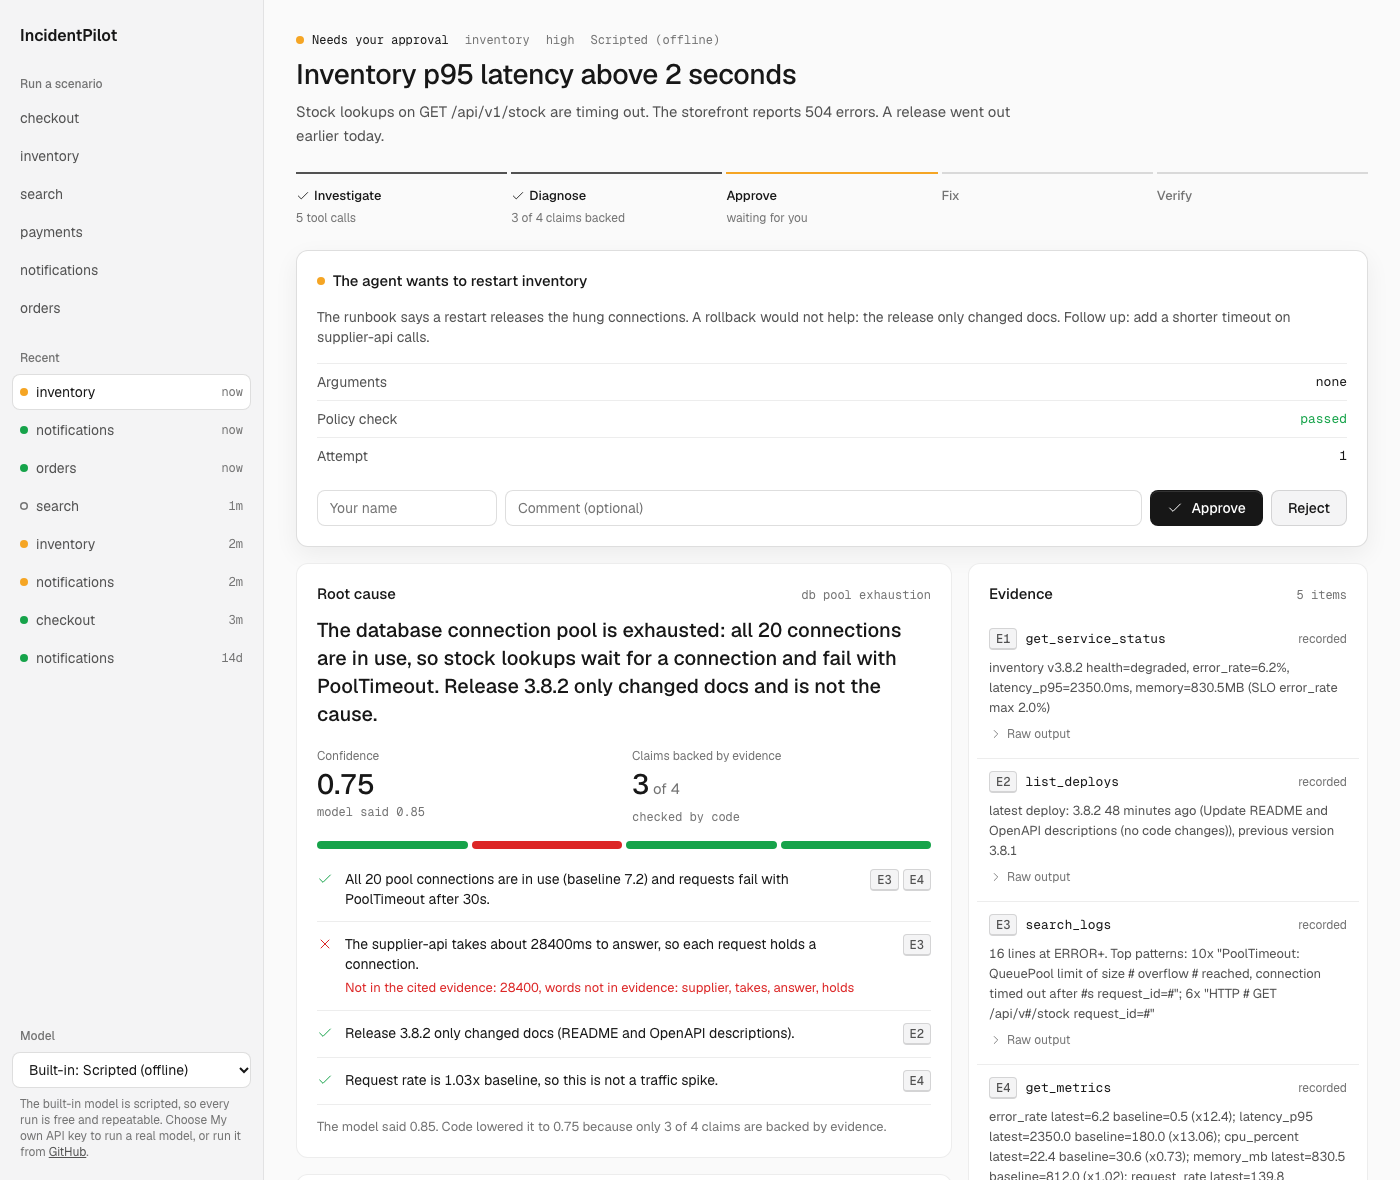 IncidentPilot
Run a scenario
checkout
inventory
search
payments
notifications
orders
Recent
inventory now
notifications now
orders now
search 1m
inventory 2m
notifications 2m
checkout 3m
notifications 14d
Model
Built-in: Scripted (offline)
The built-in model is scripted, so every
run is free and repeatable. Choose My
own API key to run a real model, or run it
from GitHub.
Needs your approval inventory high Scripted (offline)
Inventory p95 latency above 2 seconds
Stock lookups on GET /api/v1/stock are timing out. The storefront reports 504 errors. A release went out
earlier today.
Investigate
5 tool calls
Diagnose
3 of 4 claims backed
Approve
waiting for you
Fix
Verify
The agent wants to restart inventory
The runbook says a restart releases the hung connections. A rollback would not help: the release only changed docs. Follow up: add a shorter timeout on
supplier-api calls.
Arguments none
Policy check passed
Attempt 1
Your name Comment (optional) Approve Reject
Root cause db pool exhaustion
The database connection pool is exhausted: all 20 connections
are in use, so stock lookups wait for a connection and fail with
PoolTimeout. Release 3.8.2 only changed docs and is not the
cause.
Confidence
0.75
model said 0.85
Claims backed by evidence
3 of 4
checked by code
All 20 pool connections are in use (baseline 7.2) and requests fail with E3 E4
PoolTimeout after 30s.
The supplier-api takes about 28400ms to answer, so each request holds a E3
connection.
Not in the cited evidence: 28400, words not in evidence: supplier, takes, answer, holds
Release 3.8.2 only changed docs (README and OpenAPI descriptions). E2
Request rate is 1.03x baseline, so this is not a traffic spike. E4
The model said 0.85. Code lowered it to 0.75 because only 3 of 4 claims are backed by evidence.
Evidence 5 items
E1 get_service_status recorded
inventory v3.8.2 health=degraded, error_rate=6.2%,
latency_p95=2350.0ms, memory=830.5MB (SLO error_rate
max 2.0%)
Raw output
E2 list_deploys recorded
latest deploy: 3.8.2 48 minutes ago (Update README and
OpenAPI descriptions (no code changes)), previous version
3.8.1
Raw output
E3 search_logs recorded
16 lines at ERROR+. Top patterns: 10x "PoolTimeout:
QueuePool limit of size # overflow # reached, connection
timed out after #s request_id=#"; 6x "HTTP # GET
/api/v#/stock request_id=#"
Raw output
E4 get_metrics recorded
error_rate latest=6.2 baseline=0.5 (x12.4); latency_p95
latest=2350.0 baseline=180.0 (x13.06); cpu_percent
latest=22.4 baseline=30.6 (x0.73); memory_mb latest=830.5
baseline=812.0 (x1.02); request_rate latest=139.8